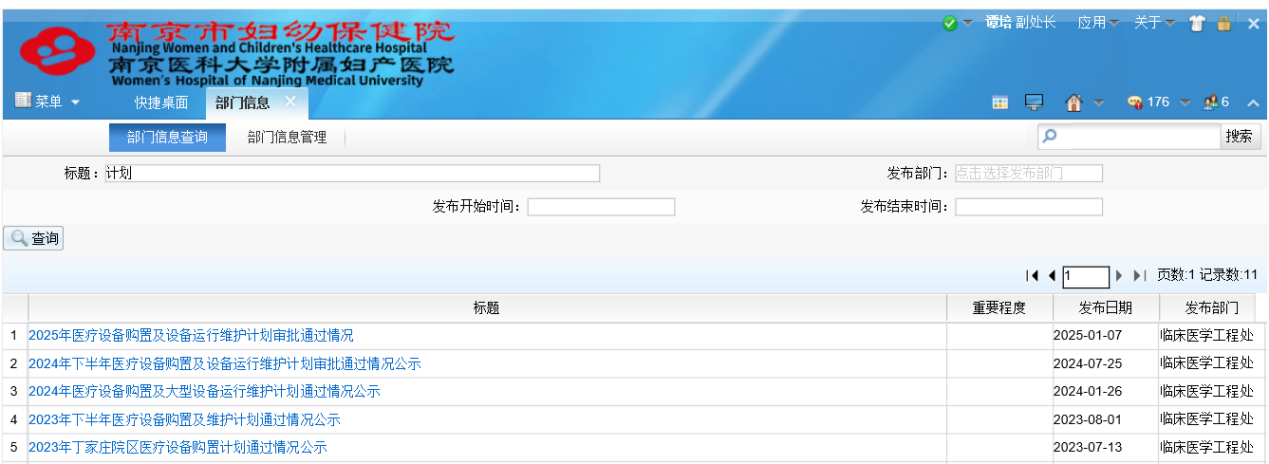 南京市妇幼保健院
Nanjing Women and Children's Healthcare Hospital
南京医科大学附属妇产医院
Women's Hospital of Nanjing Medical University
谭培 副处长 应用 关于
菜单 快捷桌面 部门信息
176 6
部门信息查询 部门信息管理 搜索
标题: 计划 发布部门: 点击选择发布部门
发布开始时间: 发布结束时间:
查询
1 页数:1 记录数:11
标题 重要程度 发布日期 发布部门
1 2025年医疗设备购置及设备运行维护计划审批通过情况 2025-01-07 临床医学工程处
2 2024年下半年医疗设备购置及设备运行维护计划审批通过情况公示 2024-07-25 临床医学工程处
3 2024年医疗设备购置及大型设备运行维护计划通过情况公示 2024-01-26 临床医学工程处
4 2023年下半年医疗设备购置及维护计划通过情况公示 2023-08-01 临床医学工程处
5 2023年丁家庄院区医疗设备购置计划通过情况公示 2023-07-13 临床医学工程处